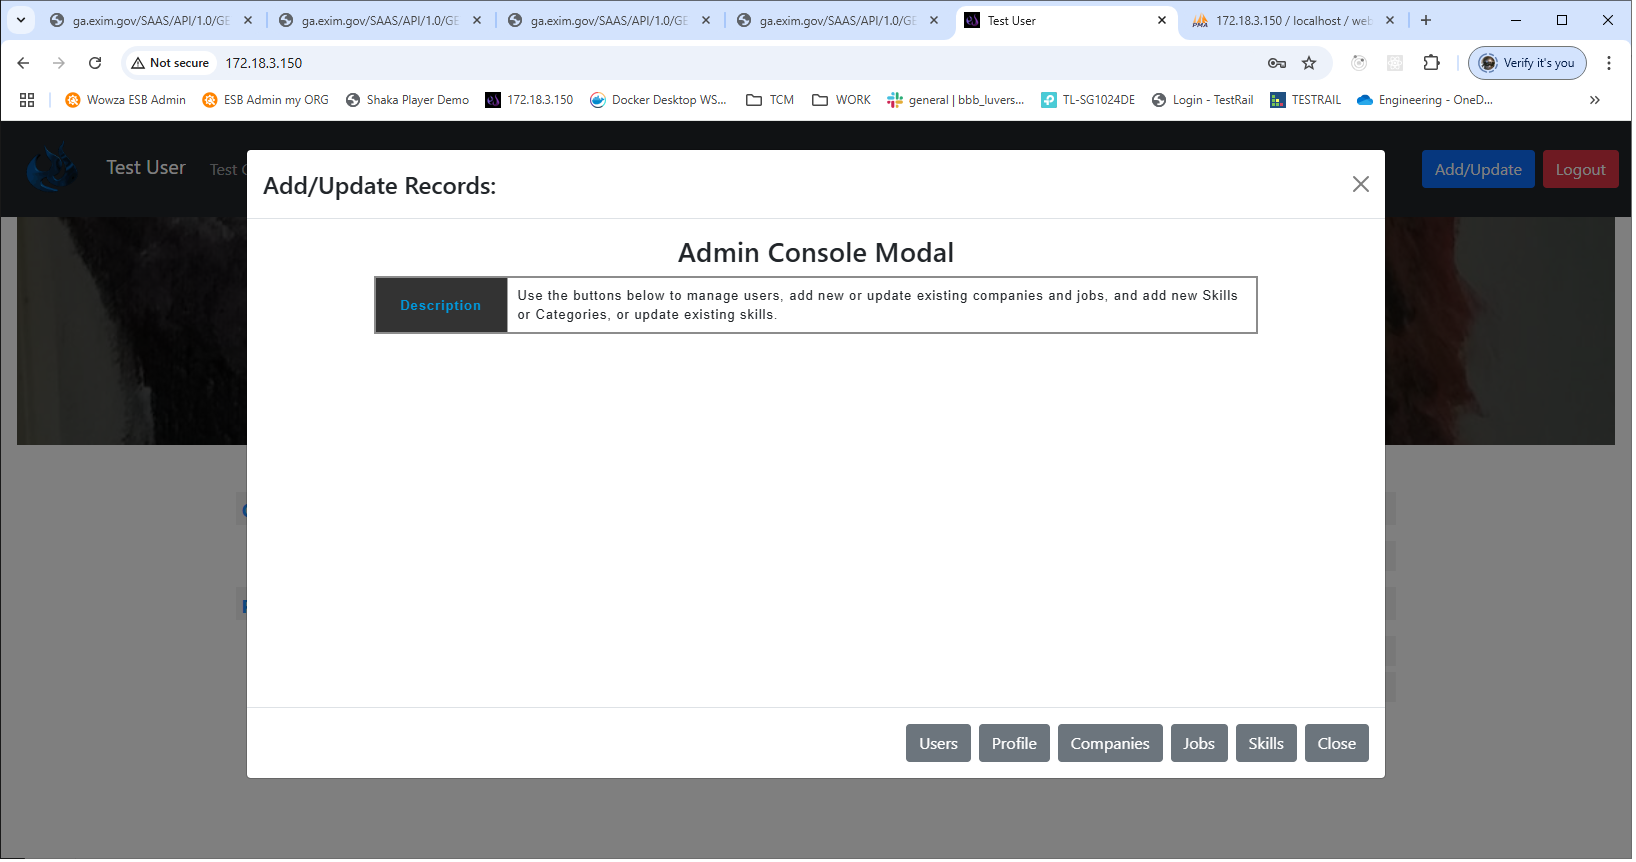 ga.exim.gov/SAAS/API/1.0/GE
ga.exim.gov/SAAS/API/1.0/GE
ga.exim.gov/SAAS/API/1.0/GE
ga.exim.gov/SAAS/API/1.0/GE
Test User
172.18.3.150 / localhost / web
Not secure
172.18.3.150
Verify it's you
Wowza ESB Admin
ESB Admin my ORG
Shaka Player Demo
172.18.3.150
Docker Desktop WS...
TCM
WORK
general | bbb_luvers...
TL-SG1024DE
Login - TestRail
TESTRAIL
Engineering - OneD...
Test User
Test
Add/Update
Logout
Add/Update Records:
Admin Console Modal
Description
Use the buttons below to manage users, add new or update existing companies and jobs, and add new Skills
or Categories, or update existing skills.
Users
Profile
Companies
Jobs
Skills
Close